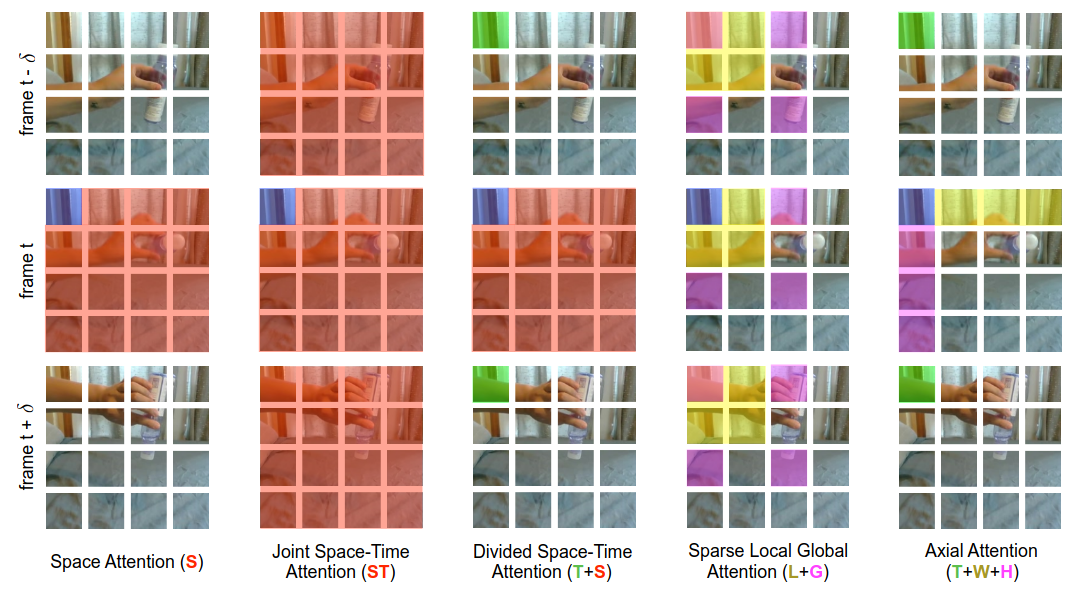 frame t - δ
frame t
frame t + δ
Space Attention (S)
Joint Space-Time
Attention (ST)
Divided Space-Time
Attention (T+S)
Sparse Local Global
Attention (L+G)
Axial Attention
(T+W+H)